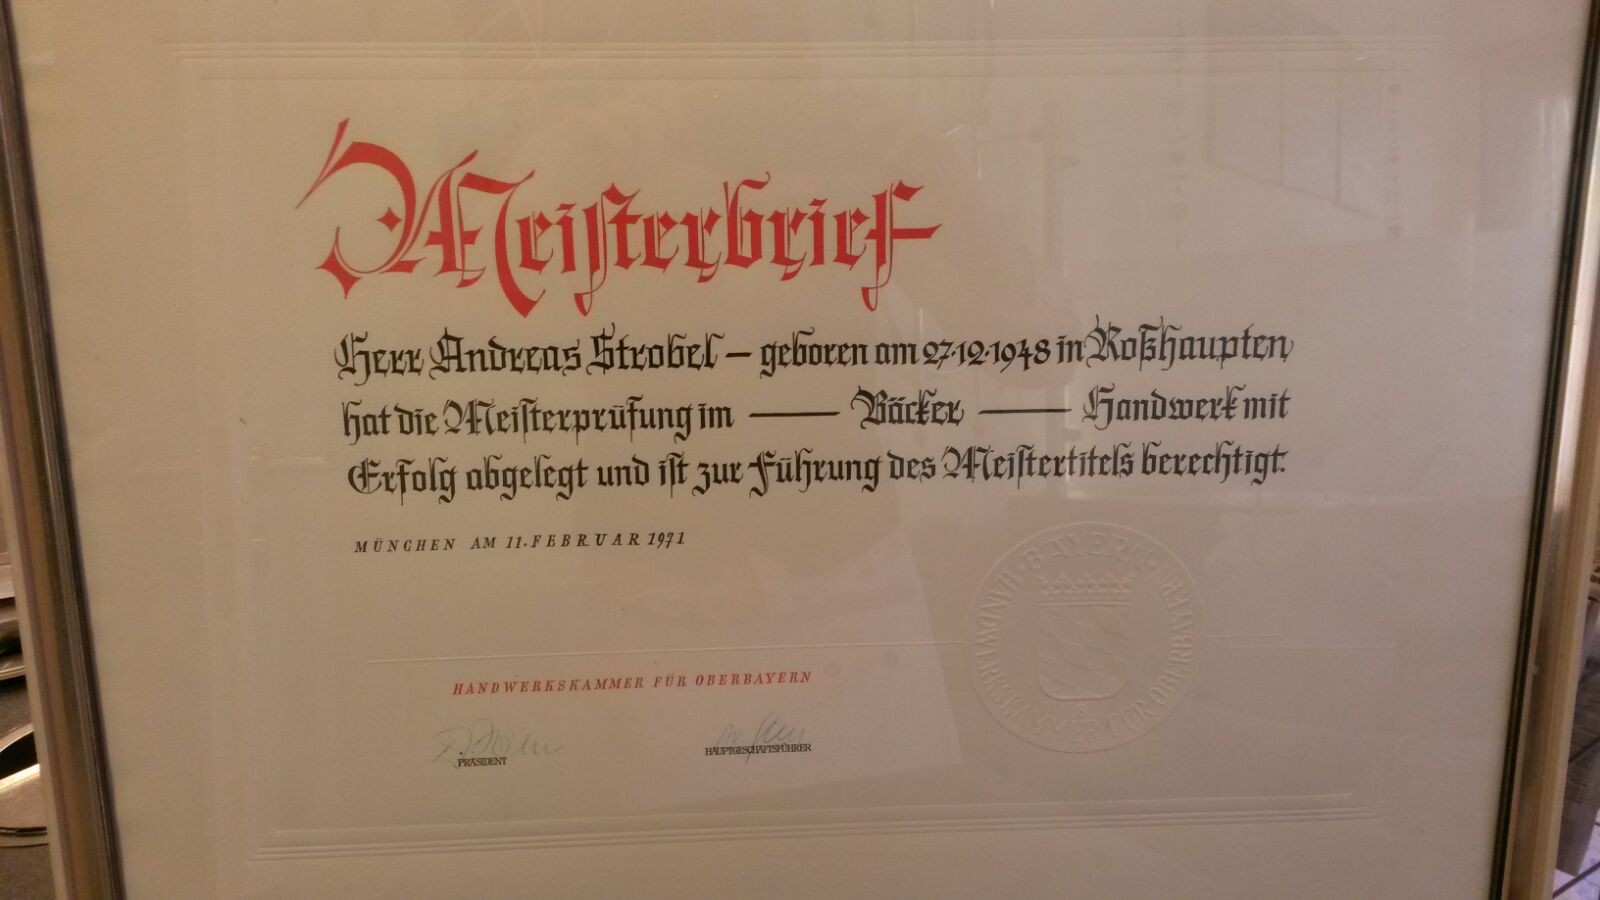 Meisterbrief
Herr Andreas Strobel – geboren am 27.12.1948 in Roßhaupten
hat die Meisterprüfung im — Bäcker — Handwerk mit
Erfolg abgelegt und ist zur Führung des Meistertitels berechtigt.
MÜNCHEN AM 11. FEBRUAR 1971
BAYERN
HANDWERKSKAMMER FÜR OBERBAYERN
HANDWERKSKAMMER FÜR OBERBAYERN
PRÄSIDENT
HAUPTGESCHÄFTSFÜHRER